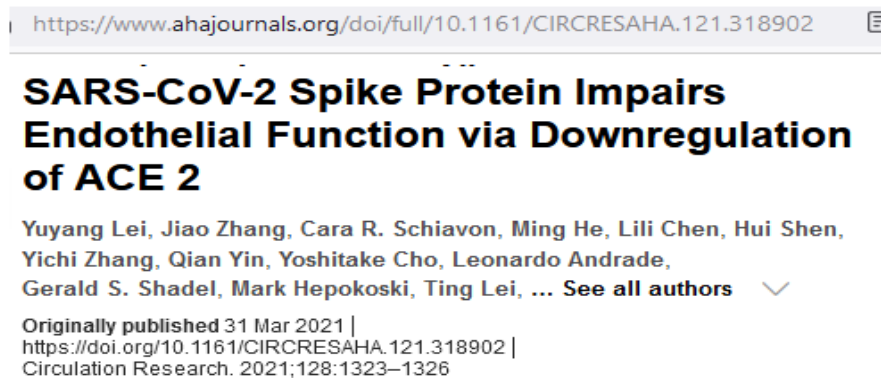 https://www.ahajournals.org/doi/full/10.1161/CIRCRESAHA.121.318902
SARS-CoV-2 Spike Protein Impairs
Endothelial Function via Downregulation
of ACE 2
Yuyang Lei, Jiao Zhang, Cara R. Schiavon, Ming He, Lili Chen, Hui Shen,
Yichi Zhang, Qian Yin, Yoshitake Cho, Leonardo Andrade,
Gerald S. Shadel, Mark Hepokoski, Ting Lei, ... See all authors
Originally published 31 Mar 2021 |
https://doi.org/10.1161/CIRCRESAHA.121.318902 |
Circulation Research. 2021;128:1323–1326